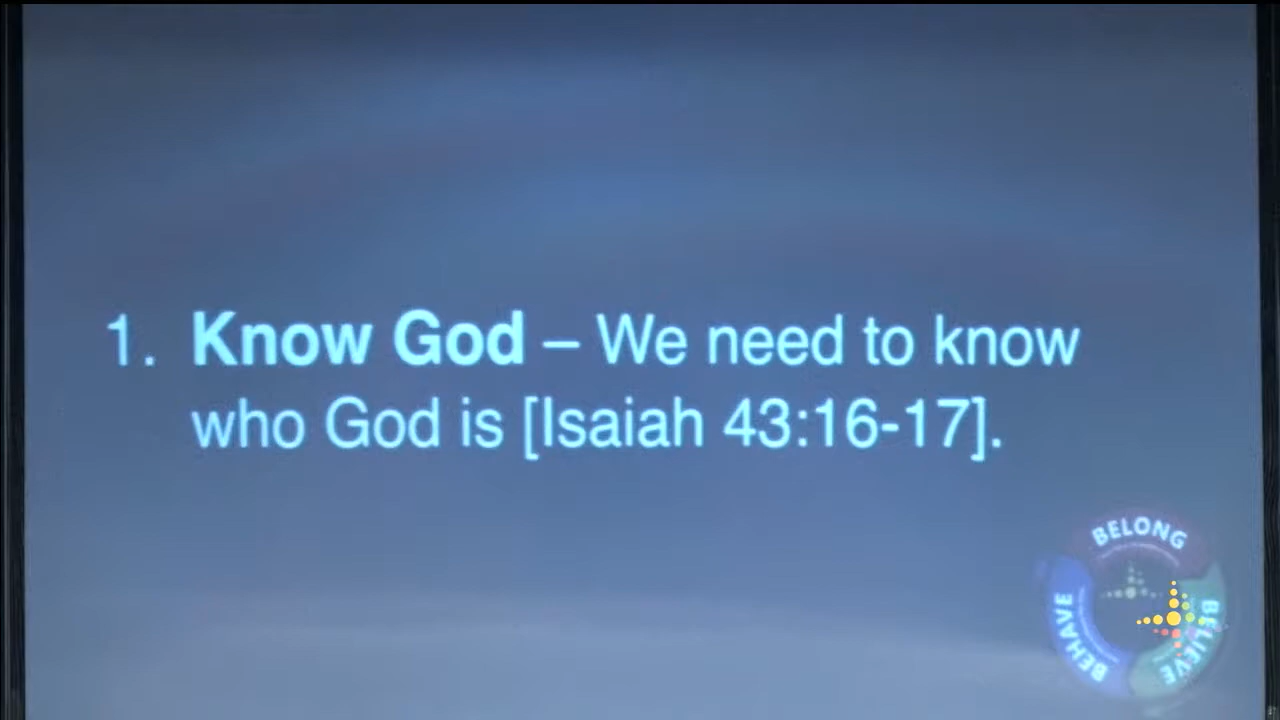 1. Know God – We need to know
who God is [Isaiah 43:16-17].
BELONG
BELIEVE
BEHAVE